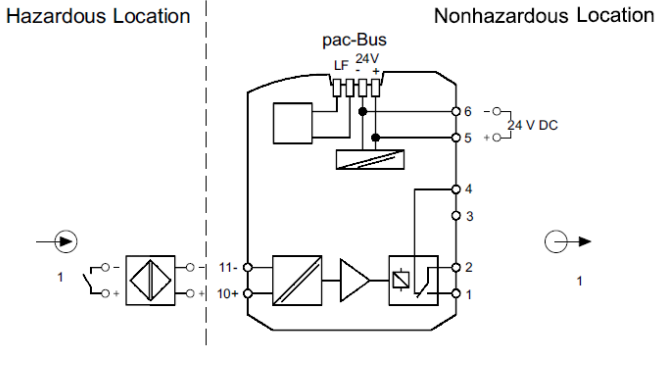 Hazardous Location
Nonhazardous Location
pac-Bus
LF 24V
- +
6 -
24 V DC
5 +
4
3
1
- - 11- 2
+ + 10+ 1
1